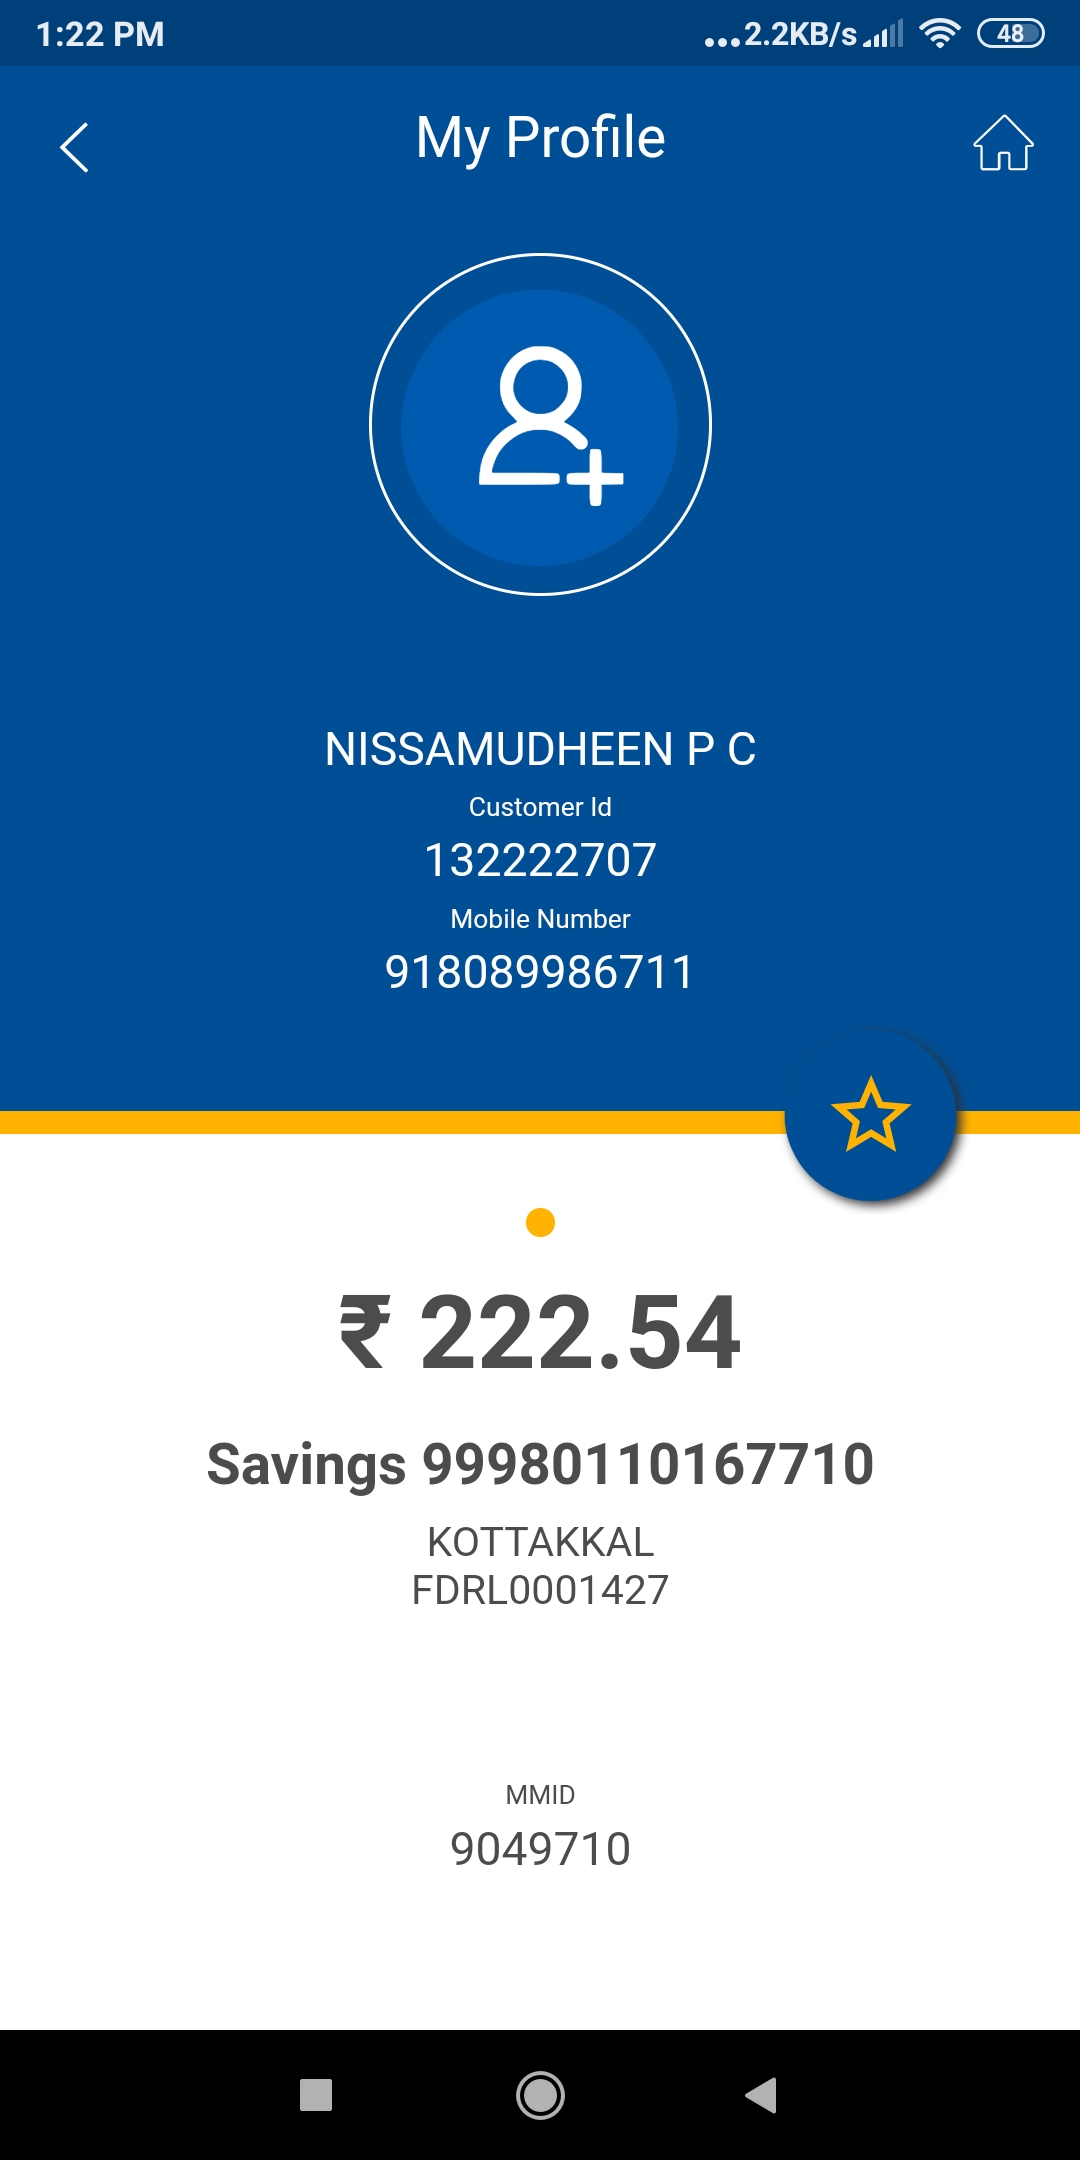 1:22 PM
...2.2KB/s 48
My Profile
NISSAMUDHEEN P C
Customer Id
132222707
Mobile Number
918089986711
₹ 222.54
Savings 99980110167710
KOTTAKKAL
FDRL0001427
MMID
9049710